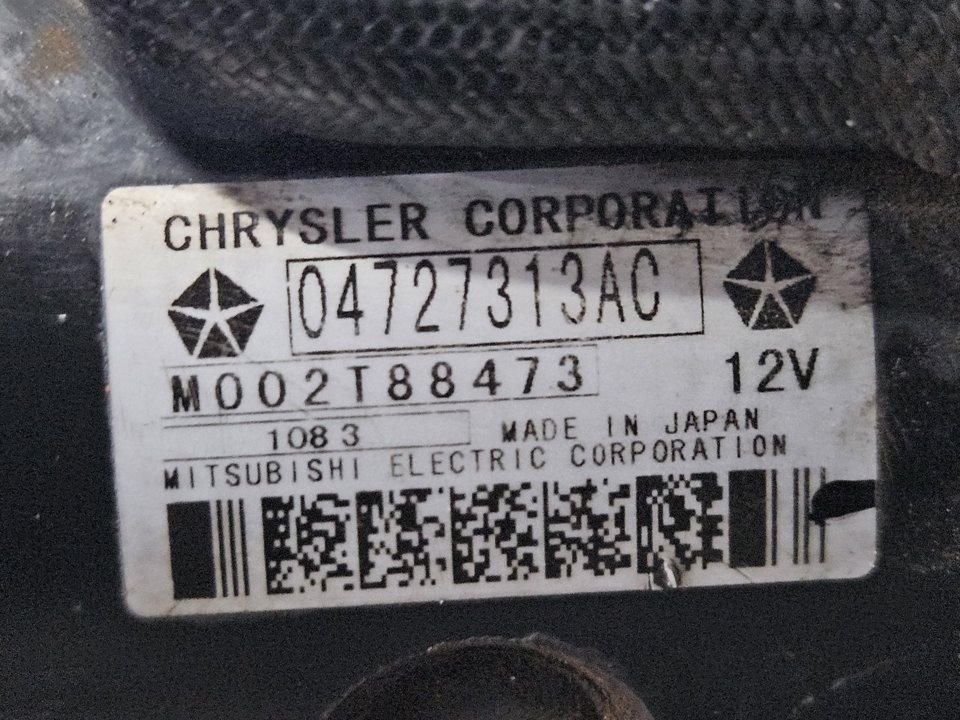 CHRYSLER CORPORATION
04727313AC
M002T88473 12V
1083 MADE IN JAPAN
MITSUBISHI ELECTRIC CORPORATION